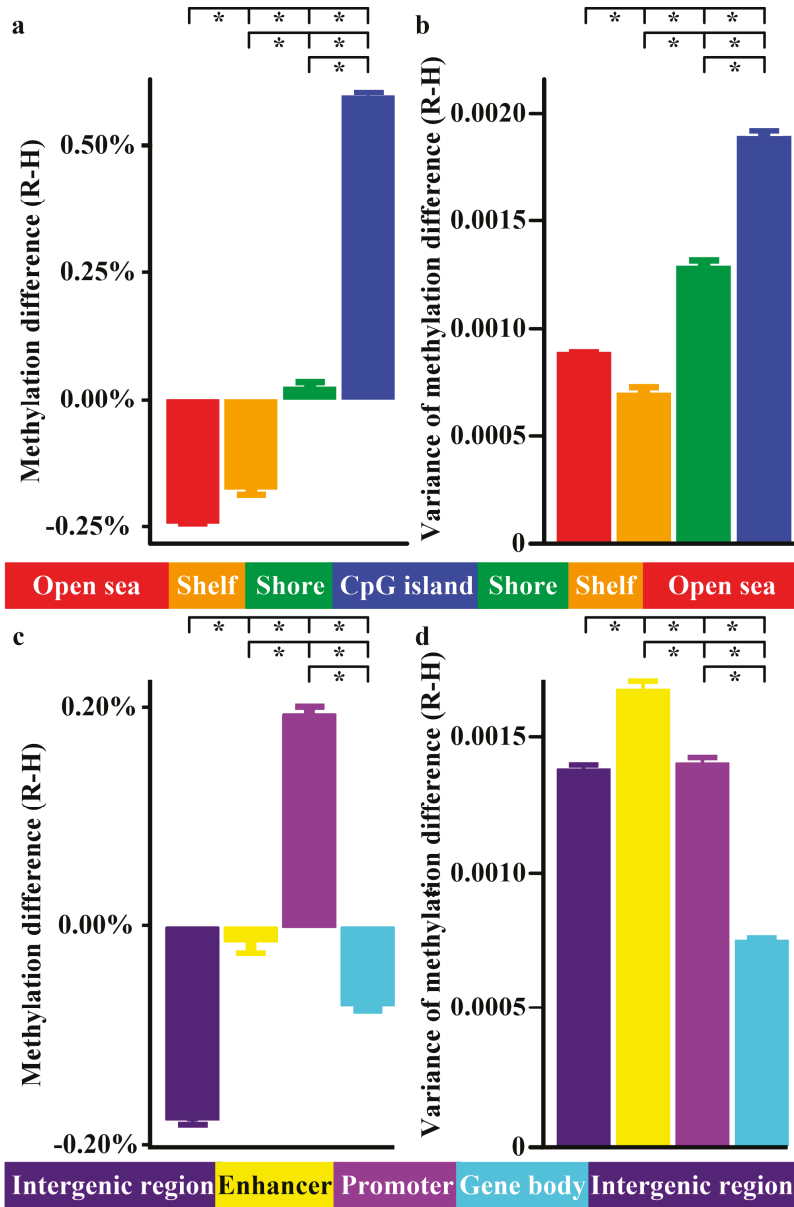 a
* * *
* *
*
Methylation difference (R-H)
0.50%
0.25%
0.00%
-0.25%
b
* * *
* *
*
Variance of methylation difference (R-H)
0.0020
0.0015
0.0010
0.0005
0
Open sea Shelf Shore CpG island Shore Shelf Open sea
c
* * *
* *
*
Methylation difference (R-H)
0.20%
0.00%
-0.20%
d
* * *
* *
*
Variance of methylation difference (R-H)
0.0015
0.0010
0.0005
0
Intergenic region Enhancer Promoter Gene body Intergenic region